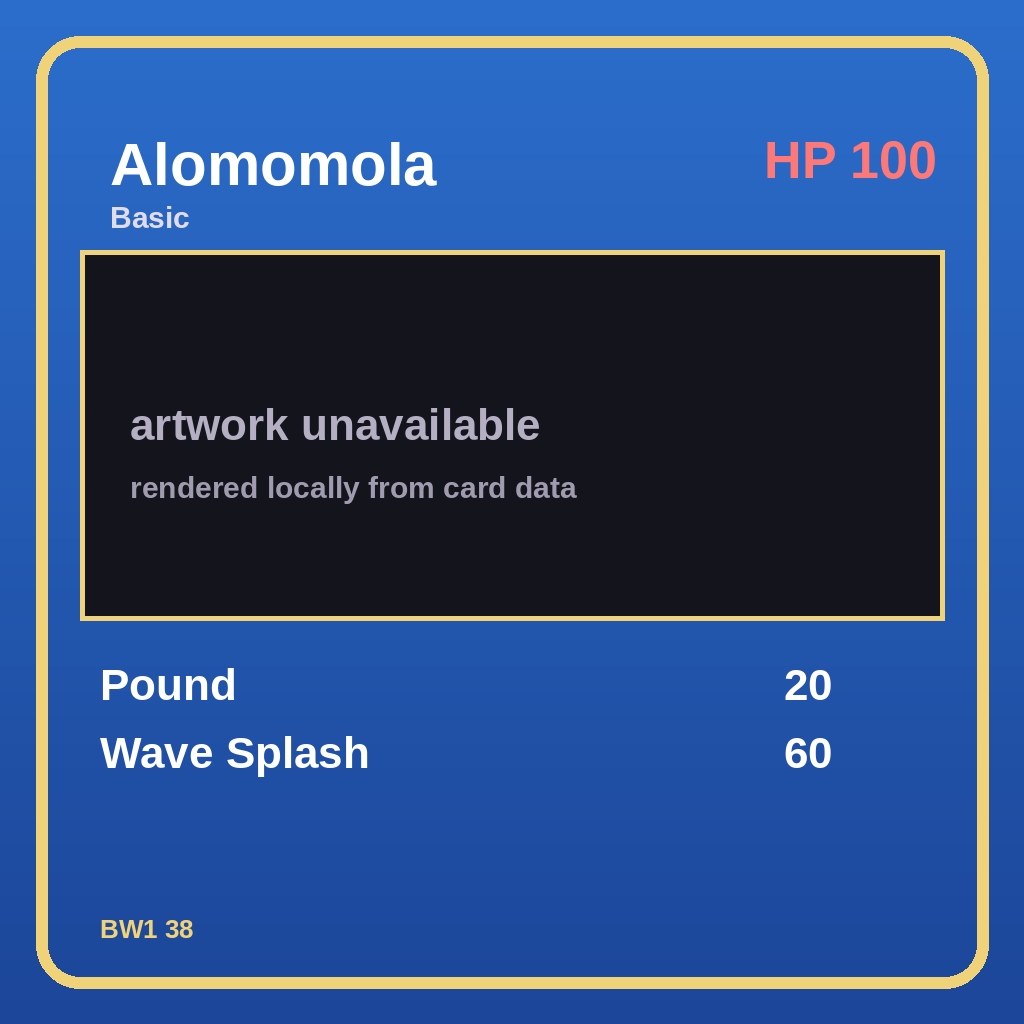 Alomomola
HP 100
Basic
artwork unavailable
rendered locally from card data
Pound 20
Wave Splash 60
BW1 38